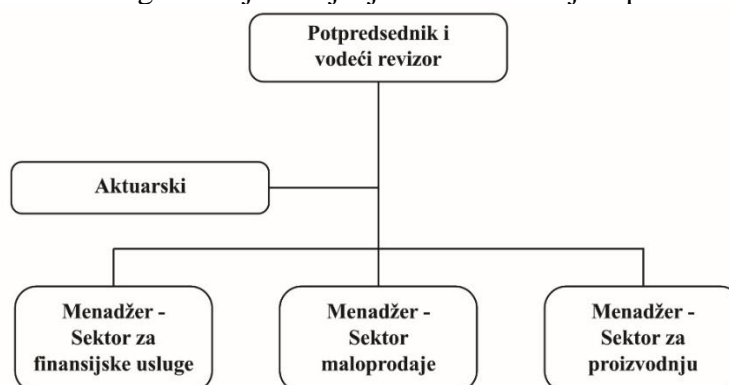 Potpredsednik i
vodeći revizor
Aktuarski
Menadžer -
Sektor za
finansijske usluge
Menadžer -
Sektor
maloprodaje
Menadžer -
Sektor za
proizvodnju